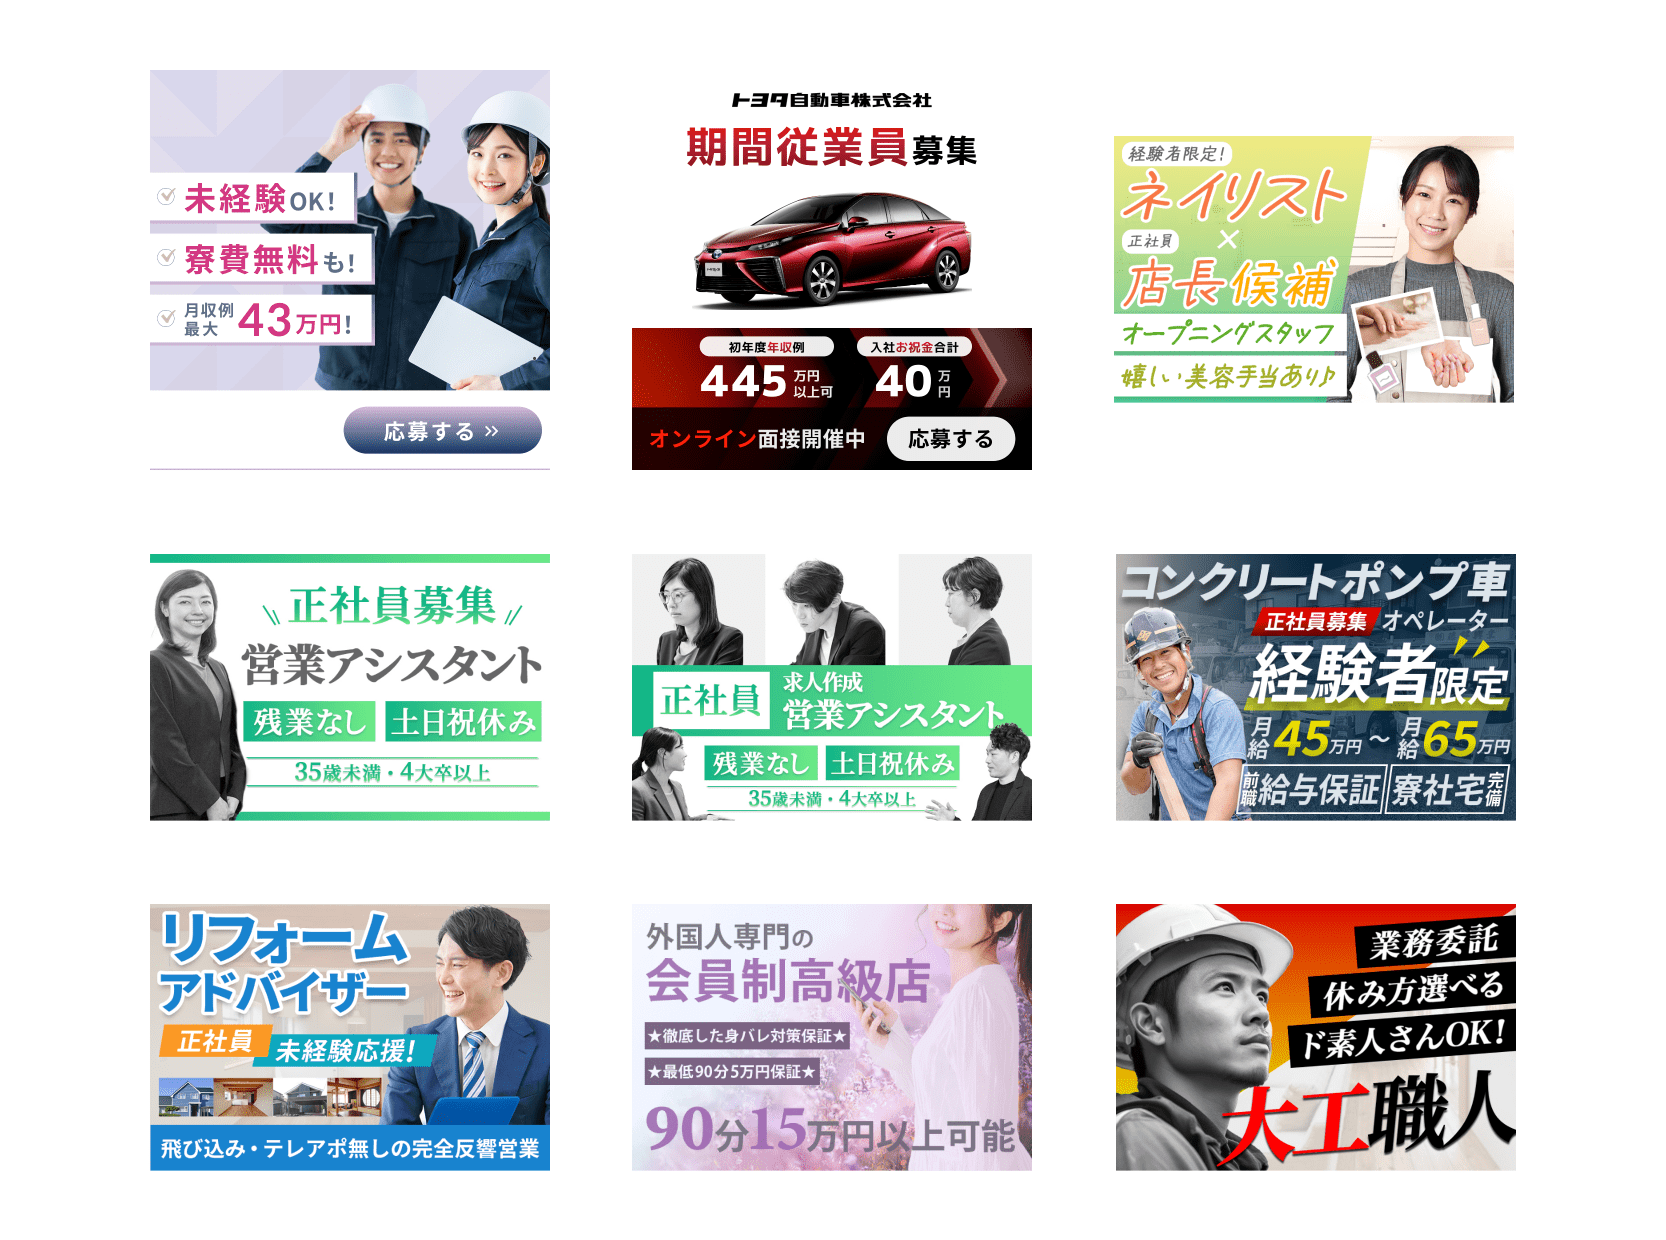 未経験OK!
寮費無料も!
月収例
最大
43万円!
応募する »
トヨタ自動車株式会社
期間従業員募集
初年度年収例
445万円
以上可
入社お祝金合計
40万円
オンライン面接開催中
応募する
経験者限定!
ネイリスト
正社員
×
店長候補
オープニングスタッフ
嬉しい美容手当あり♪
\\ 正社員募集 //
営業アシスタント
残業なし 土日祝休み
35歳未満・4大卒以上
正社員
求人作成
営業アシスタント
残業なし 土日祝休み
35歳未満・4大卒以上
コンクリートポンプ車
正社員募集 オペレーター
経験者限定
月給45万円～月給65万円
前職給与保証 寮社宅完備
リフォーム
アドバイザー
正社員
未経験応援!
飛び込み・テレアポ無しの完全反響営業
外国人専門の
会員制高級店
★徹底した身バレ対策保証★
★最低90分5万円保証★
90分15万円以上可能
業務委託
休み方選べる
ド素人さんOK!
大工職人